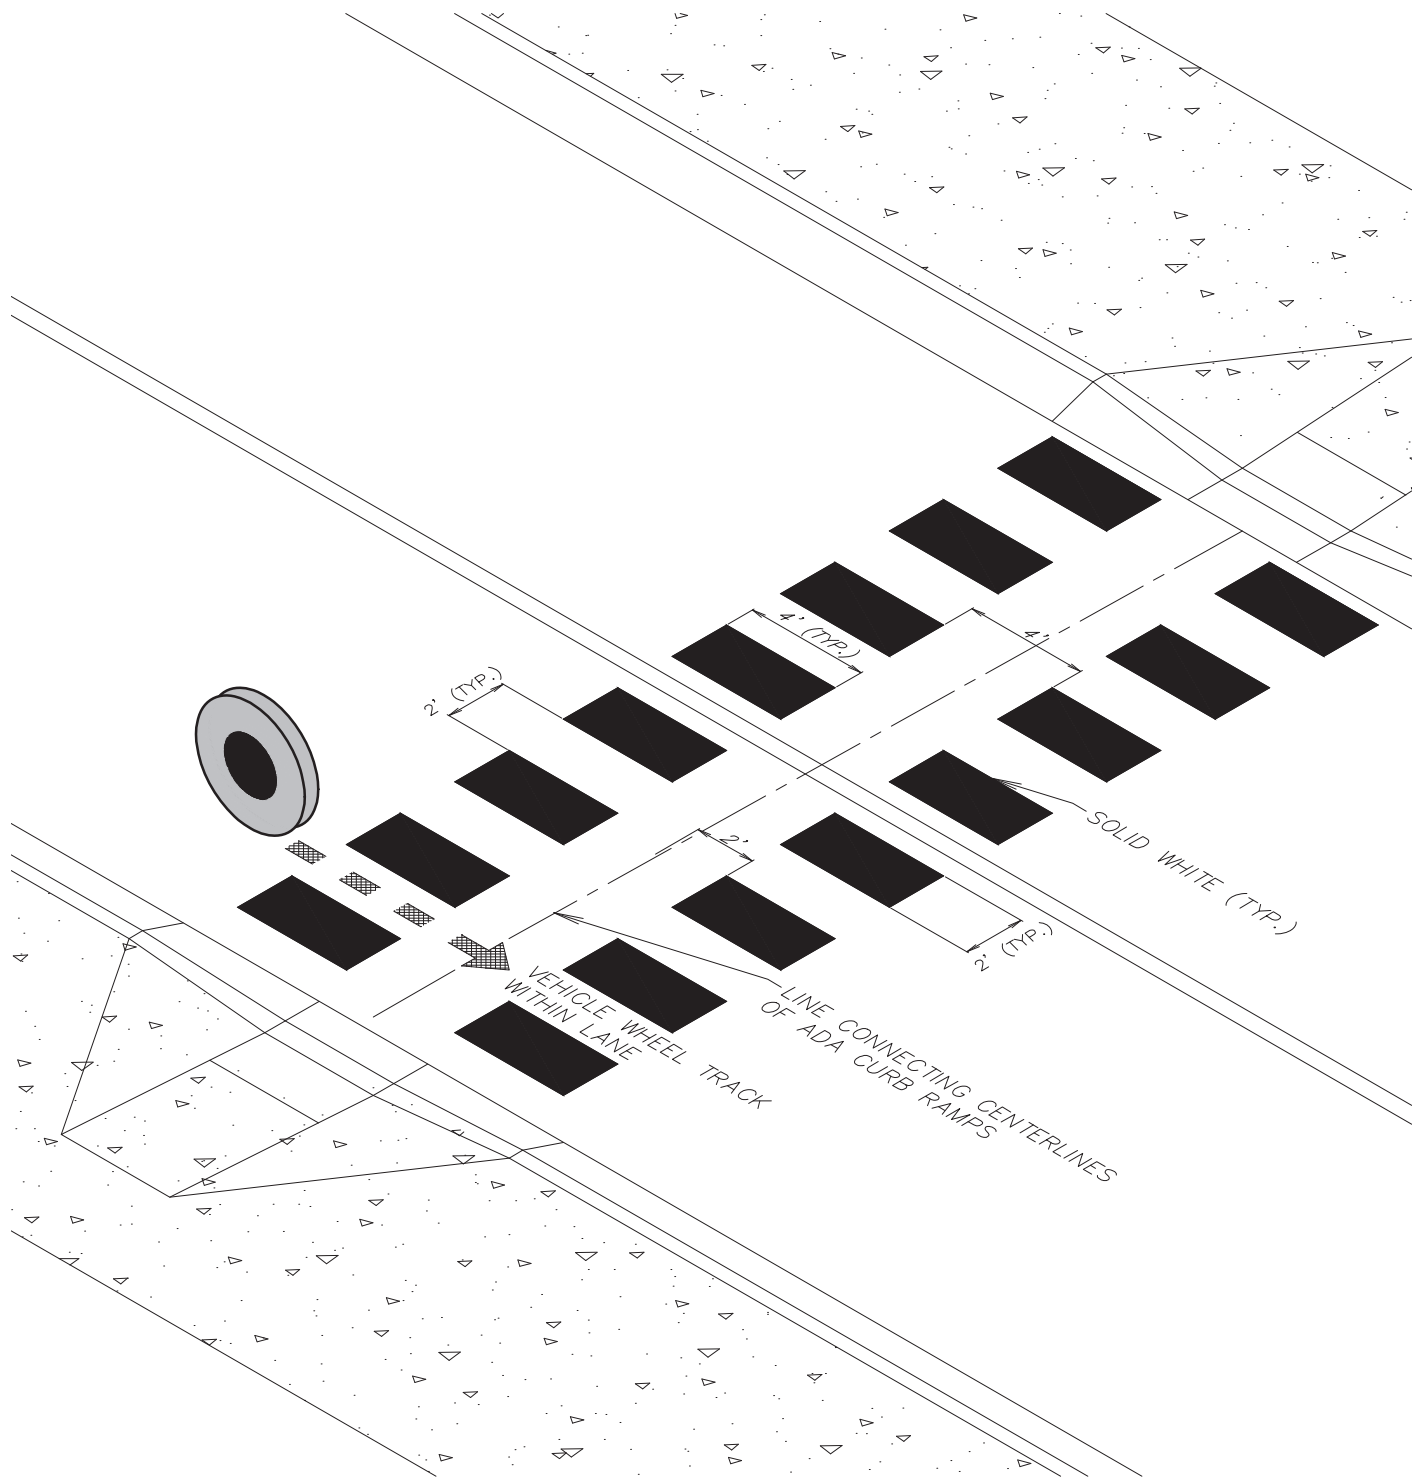 4' (TYP.)
4'
2' (TYP.)
2'
SOLID WHITE (TYP.)
2'
(TYP.)
VEHICLE WHEEL TRACK
WITHIN LANE
LINE CONNECTING CENTERLINES
OF ADA CURB RAMPS